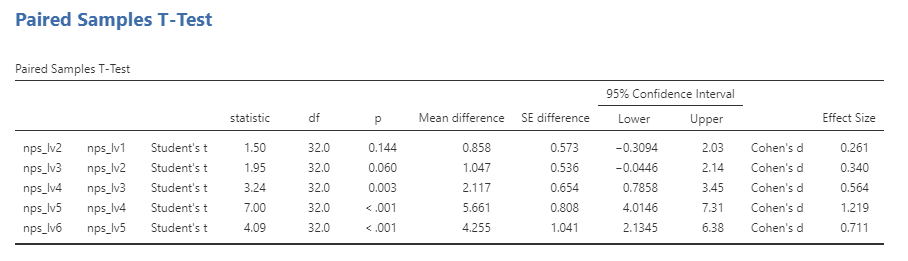 Paired Samples T-Test
Paired Samples T-Test
95% Confidence Interval
statistic df p Mean difference SE difference Lower Upper Effect Size
nps_lv2 nps_lv1 Student's t 1.50 32.0 0.144 0.858 0.573 −0.3094 2.03 Cohen's d 0.261
nps_lv3 nps_lv2 Student's t 1.95 32.0 0.060 1.047 0.536 −0.0446 2.14 Cohen's d 0.340
nps_lv4 nps_lv3 Student's t 3.24 32.0 0.003 2.117 0.654 0.7858 3.45 Cohen's d 0.564
nps_lv5 nps_lv4 Student's t 7.00 32.0 < .001 5.661 0.808 4.0146 7.31 Cohen's d 1.219
nps_lv6 nps_lv5 Student's t 4.09 32.0 < .001 4.255 1.041 2.1345 6.38 Cohen's d 0.711